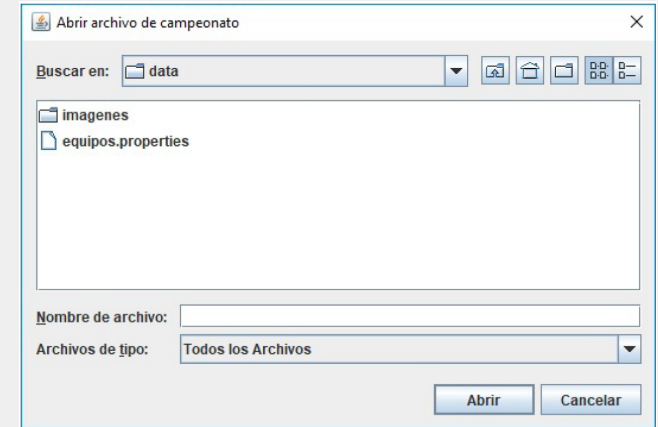 Abrir archivo de campeonato
Buscar en: data
imagenes
equipos.properties
Nombre de archivo:
Archivos de tipo: Todos los Archivos
Abrir Cancelar